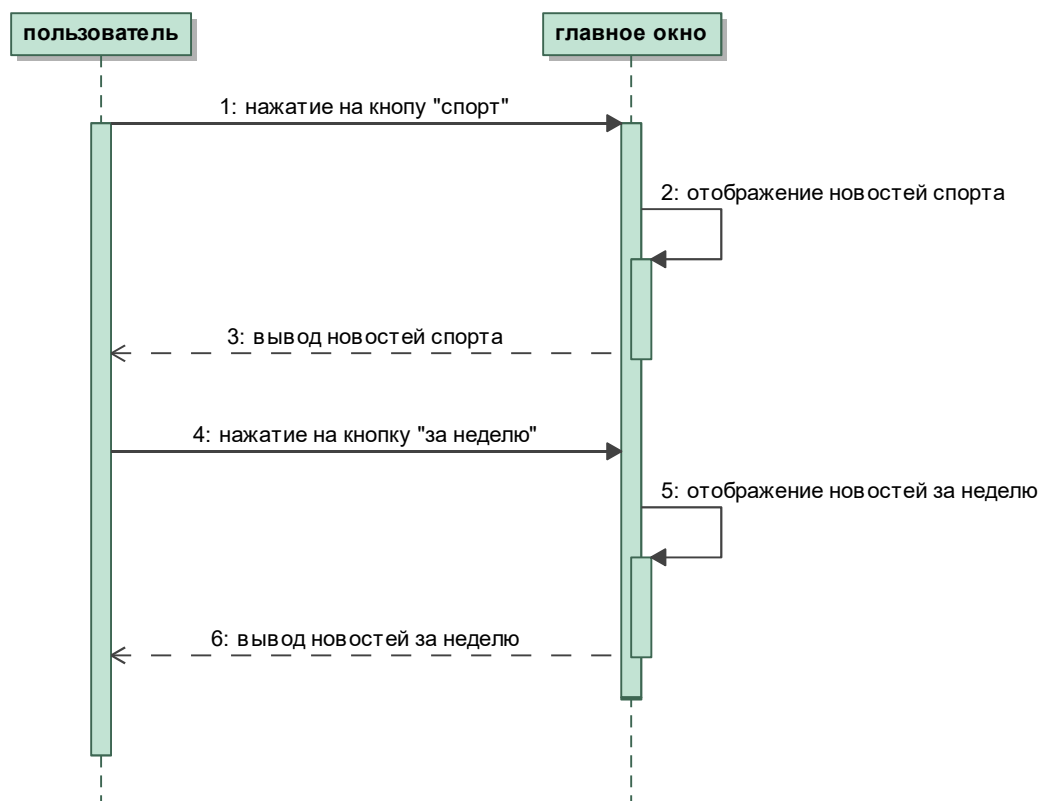 пользователь
главное окно
1: нажатие на кнопу "спорт"
2: отображение новостей спорта
3: вывод новостей спорта
4: нажатие на кнопку "за неделю"
5: отображение новостей за неделю
6: вывод новостей за неделю